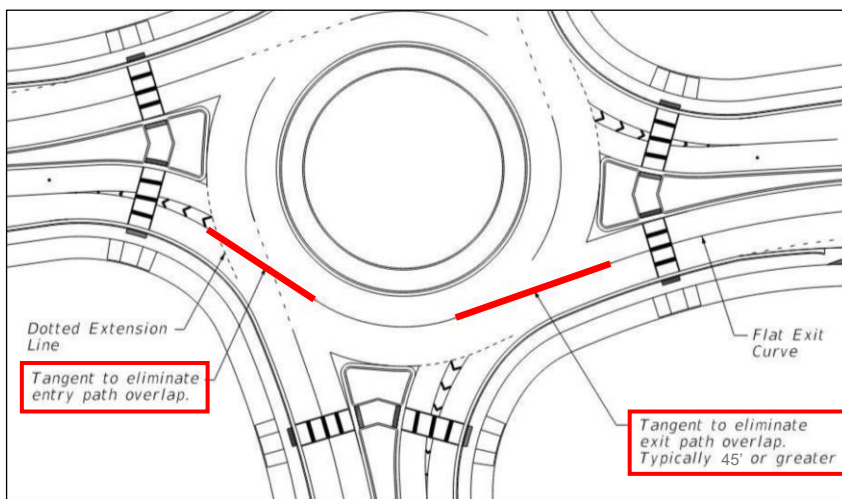 Dotted Extension
Line
Tangent to eliminate
entry path overlap.
Flat Exit
Curve
Tangent to eliminate
exit path overlap.
Typically 45' or greater